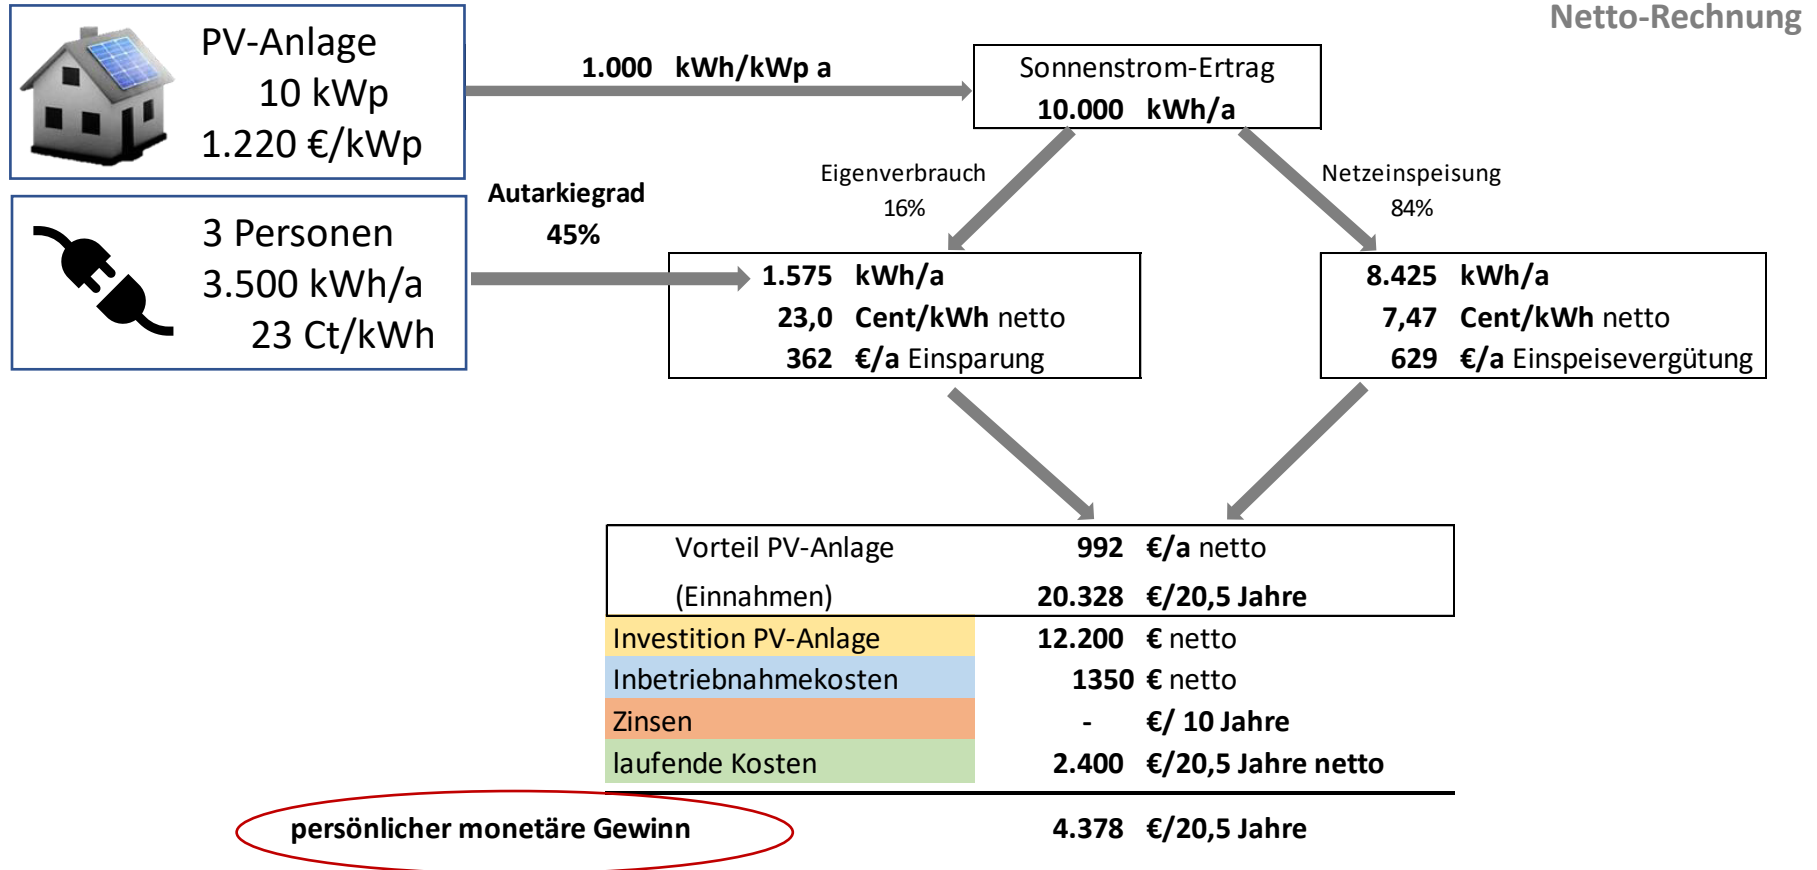 Netto-Rechnung
PV-Anlage
10 kWp
1.220 €/kWp
1.000 kWh/kWp a
Sonnenstrom-Ertrag
10.000 kWh/a
3 Personen
3.500 kWh/a
23 Ct/kWh
Autarkiegrad
45%
Eigenverbrauch
16%
Netzeinspeisung
84%
1.575 kWh/a
23,0 Cent/kWh netto
362 €/a Einsparung
8.425 kWh/a
7,47 Cent/kWh netto
629 €/a Einspeisevergütung
Vorteil PV-Anlage 992 €/a netto
(Einnahmen) 20.328 €/20,5 Jahre
Investition PV-Anlage 12.200 € netto
Inbetriebnahmekosten 1350 € netto
Zinsen - €/ 10 Jahre
laufende Kosten 2.400 €/20,5 Jahre netto
persönlicher monetäre Gewinn 4.378 €/20,5 Jahre